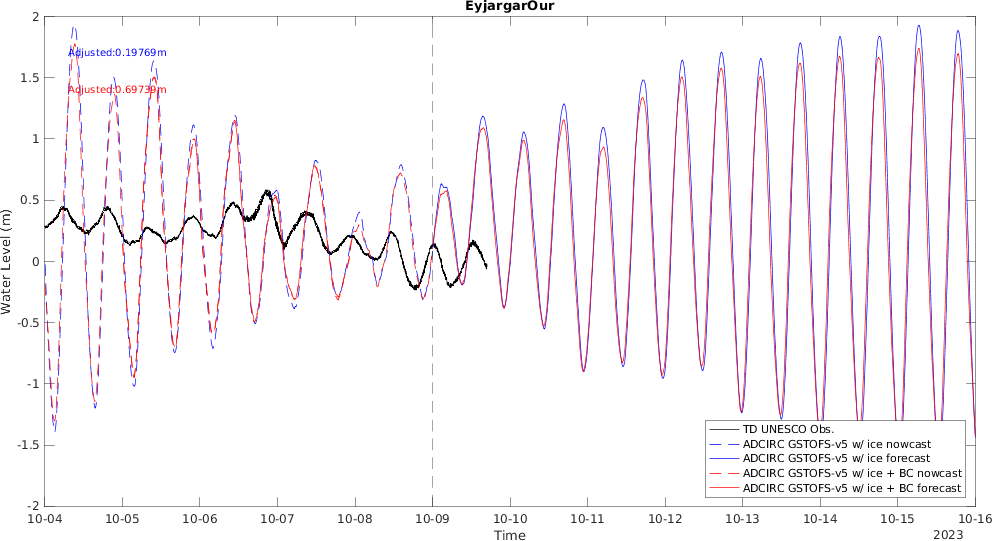 EyjargarOur
2
1.5
1
0.5
0
-0.5
-1
-1.5
-2
Water Level (m)
Adjusted:0.19769m
Adjusted:0.69739m
TD UNESCO Obs.
ADCIRC GSTOFS-v5 w/ ice nowcast
ADCIRC GSTOFS-v5 w/ ice forecast
ADCIRC GSTOFS-v5 w/ ice + BC nowcast
ADCIRC GSTOFS-v5 w/ ice + BC forecast
10-04 10-05 10-06 10-07 10-08 10-09 10-10 10-11 10-12 10-13 10-14 10-15 10-16
Time
2023